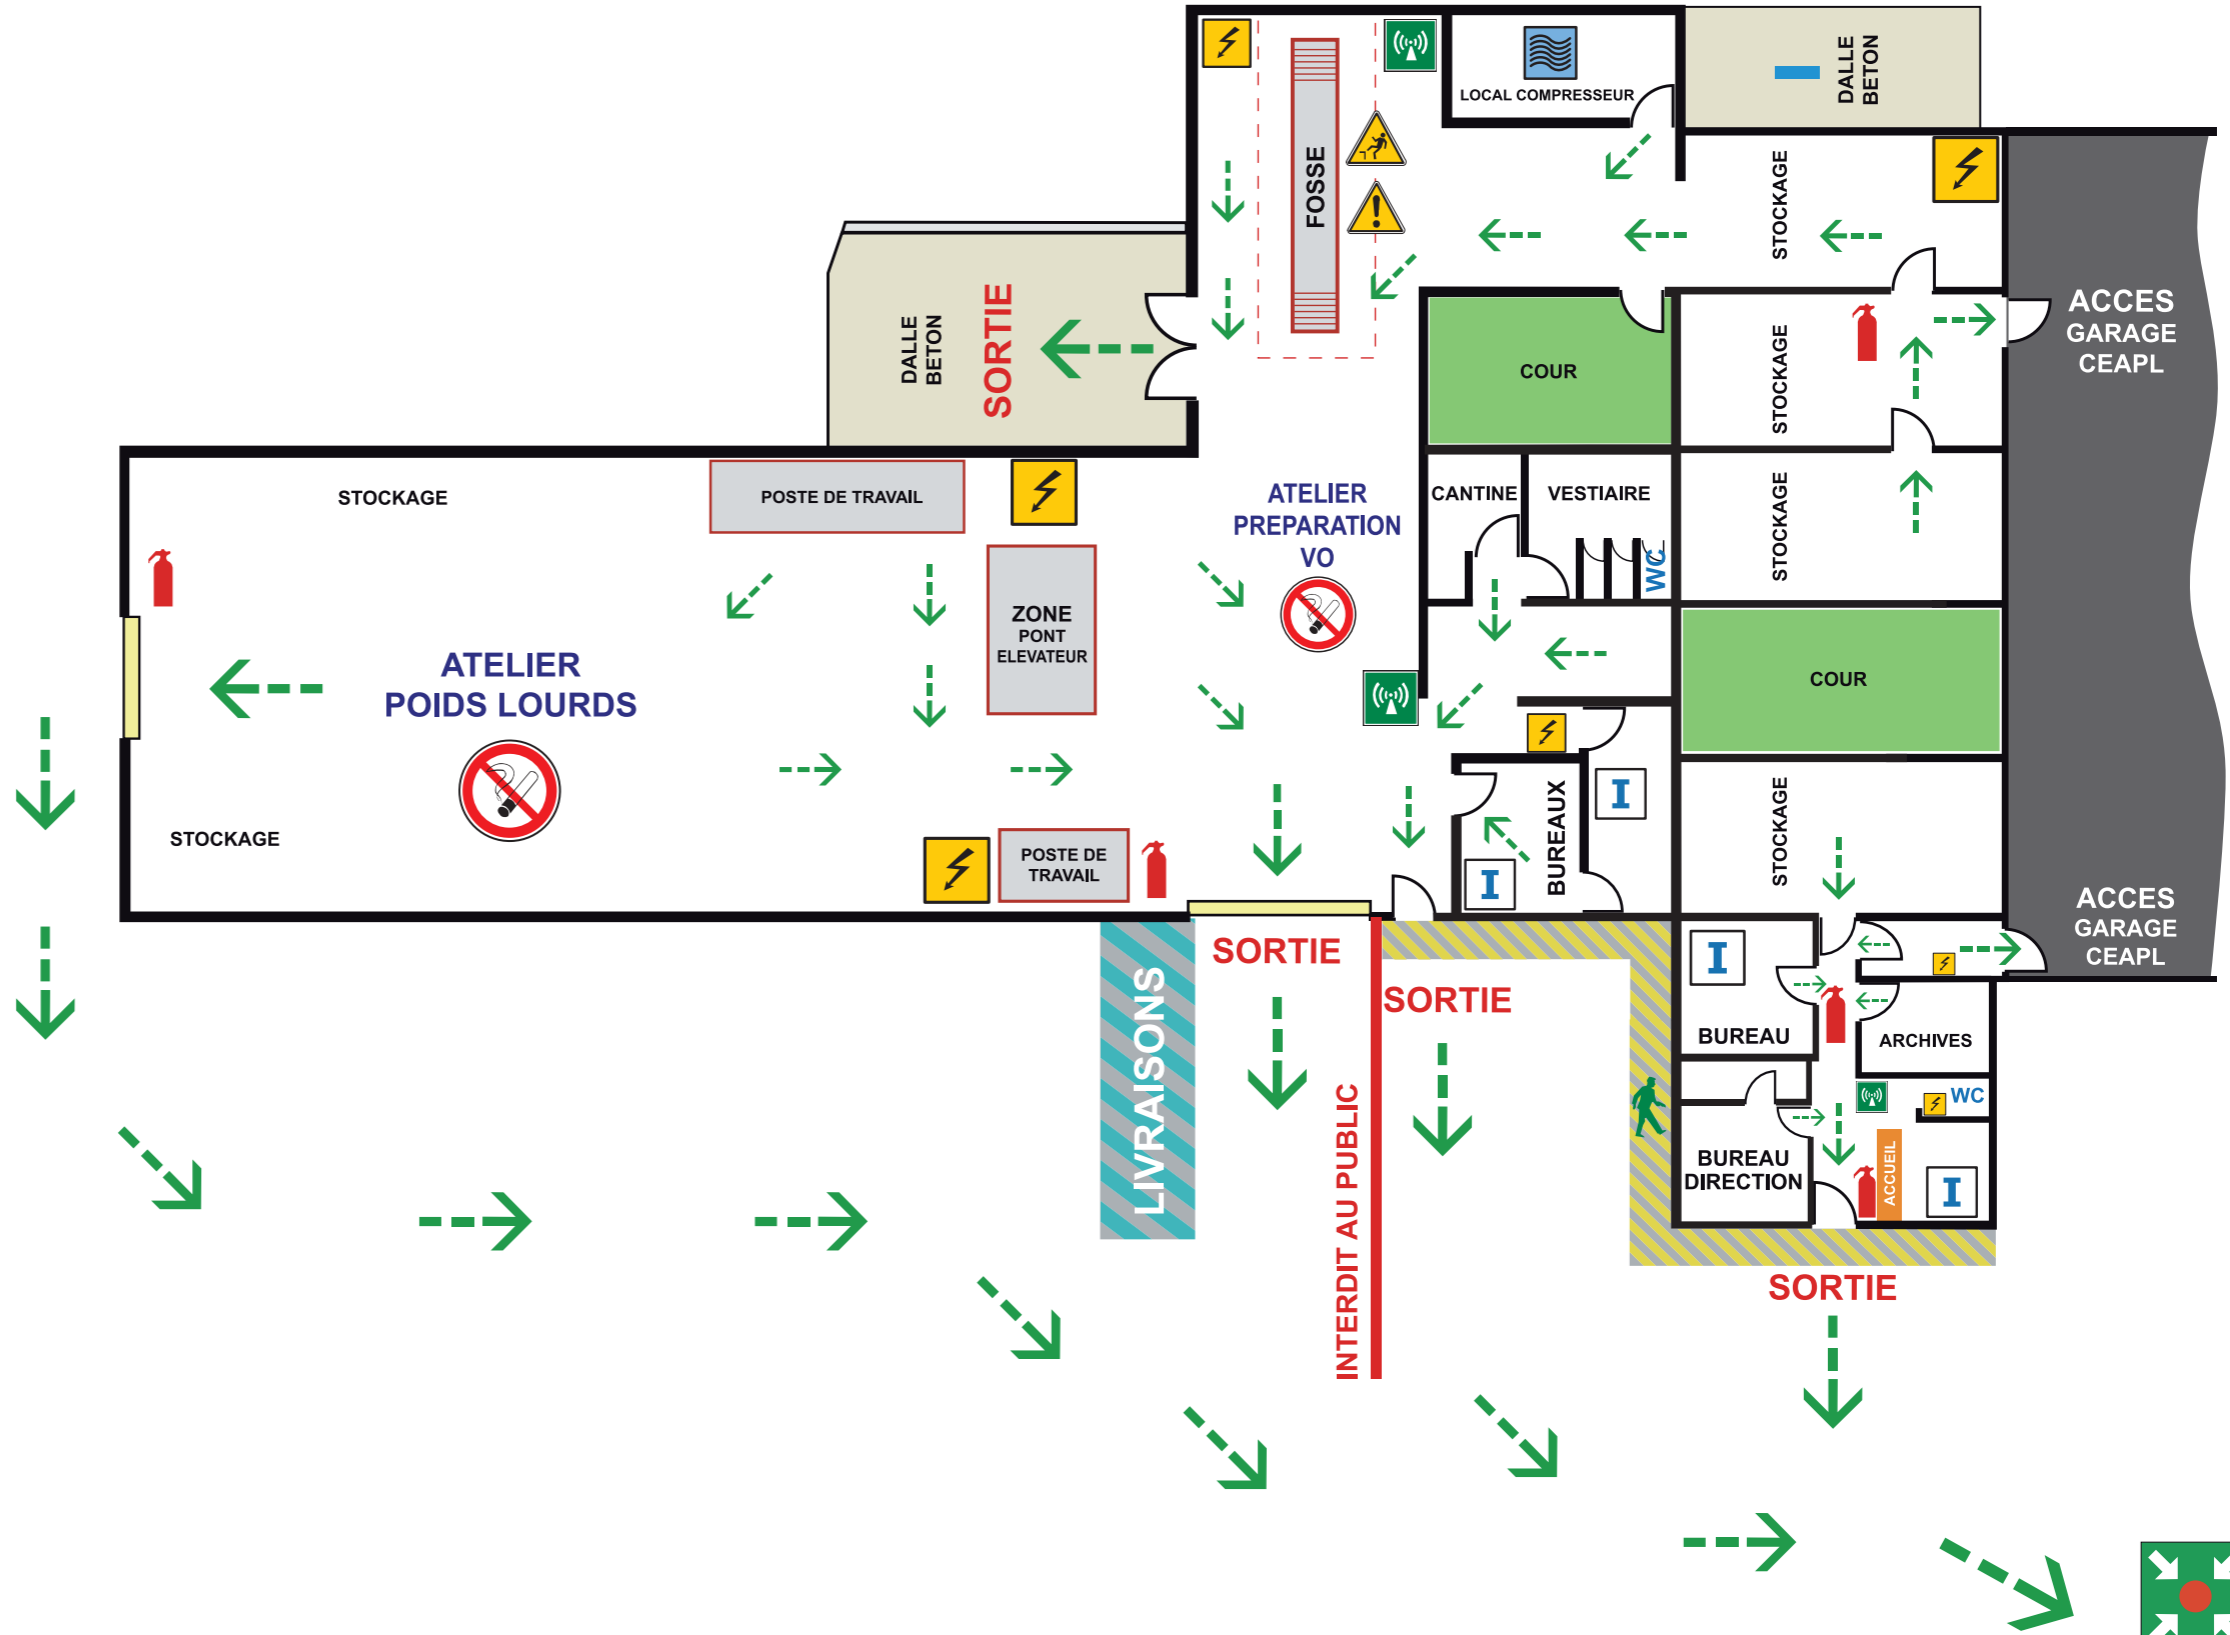 LOCAL COMPRESSEUR
DALLE
BETON
FOSSE
STOCKAGE
DALLE
BETON
SORTIE
COUR
STOCKAGE
ACCES
GARAGE
CEAPL
STOCKAGE
POSTE DE TRAVAIL
ATELIER
PREPARATION
VO
CANTINE
VESTIAIRE
WC
STOCKAGE
ZONE
PONT
ELEVATEUR
ATELIER
POIDS LOURDS
COUR
STOCKAGE
POSTE DE
TRAVAIL
BUREAUX
I
I
STOCKAGE
ACCES
GARAGE
CEAPL
LIVRAISONS
SORTIE
SORTIE
INTERDIT AU PUBLIC
I
BUREAU
ARCHIVES
WC
BUREAU
DIRECTION
ACCUEIL
I
SORTIE